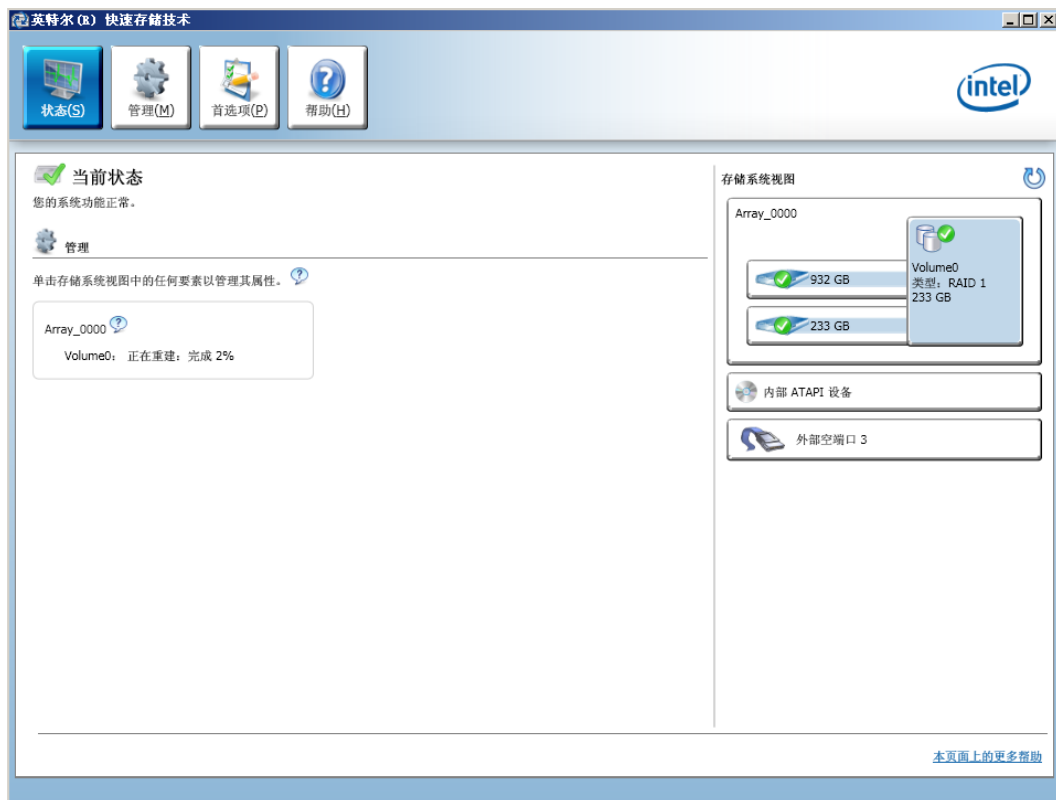 英特尔(R) 快速存储技术
状态(S)
管理(M)
首选项(P)
帮助(H)
intel
当前状态
您的系统功能正常。
管理
单击存储系统视图中的任何要素以管理其属性。
Array_0000
Volume0: 正在重建: 完成 2%
存储系统视图
Array_0000
932 GB
233 GB
Volume0
类型: RAID 1
233 GB
内部 ATAPI 设备
外部空端口 3
本页面上的更多帮助